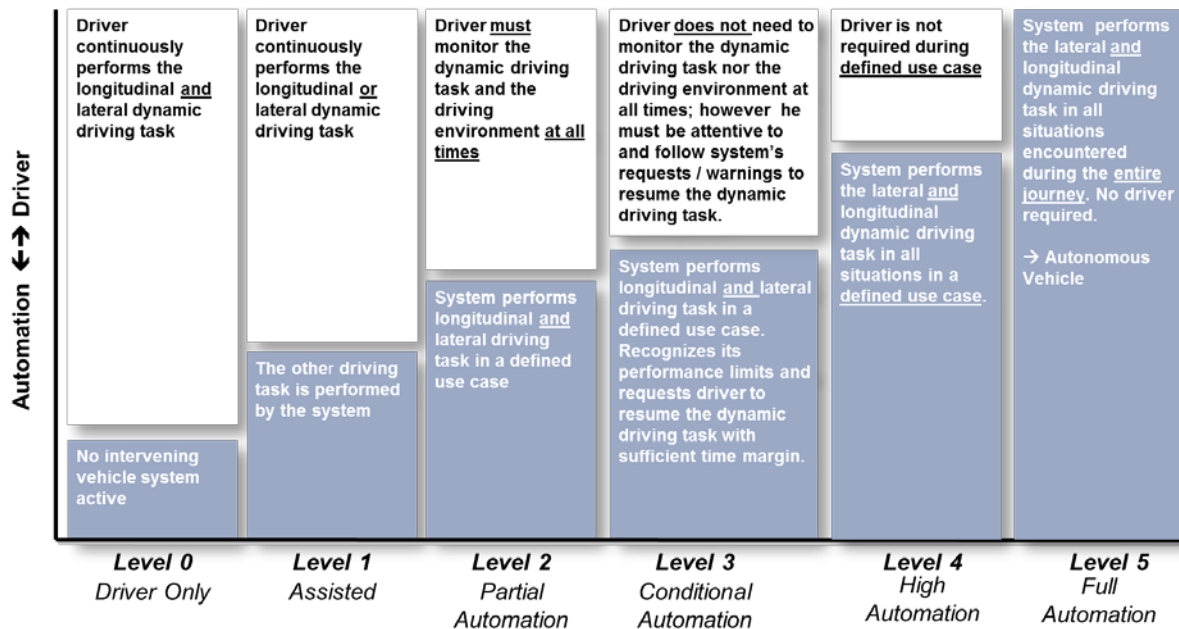 Automation ←→ Driver
Driver
continuously
performs the
longitudinal and
lateral dynamic
driving task
No intervening
vehicle system
active
Level 0
Driver Only
Driver
continuously
performs the
longitudinal or
lateral dynamic
driving task
The other driving
task is performed
by the system
Level 1
Assisted
Driver must
monitor the
dynamic driving
task and the
driving
environment at all
times
System performs
longitudinal and
lateral driving
task in a defined
use case
Level 2
Partial
Automation
Driver does not need to
monitor the dynamic
driving task nor the
driving environment at
all times; however he
must be attentive to
and follow system's
requests / warnings to
resume the dynamic
driving task.
System performs
longitudinal and lateral
driving task in a
defined use case.
Recognizes its
performance limits and
requests driver to
resume the dynamic
driving task with
sufficient time margin.
Level 3
Conditional
Automation
Driver is not
required during
defined use case
System performs
the lateral and
longitudinal
dynamic driving
task in all
situations in a
defined use case.
Level 4
High
Automation
System performs
the lateral and
longitudinal
dynamic driving
task in all
situations
encountered
during the entire
journey. No driver
required.
→ Autonomous
Vehicle
Level 5
Full
Automation